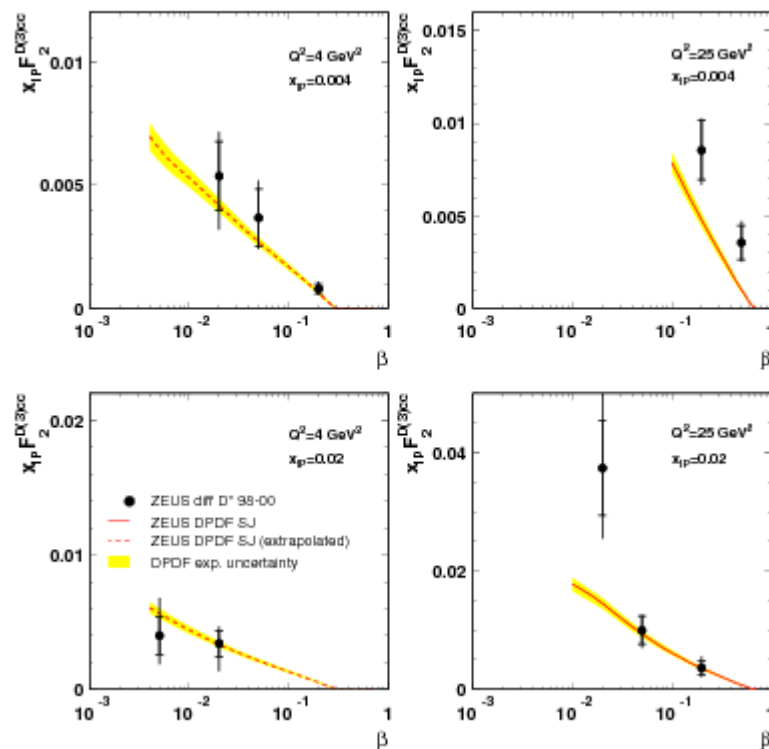 x_IP F_2^D(3)cc
0.01
0.005
0
Q²=4 GeV²
x_IP=0.004
10⁻³ 10⁻² 10⁻¹ 1
β
x_IP F_2^D(3)cc
0.015
0.01
0.005
0
Q²=25 GeV²
x_IP=0.004
10⁻³ 10⁻² 10⁻¹ 1
β
x_IP F_2^D(3)cc
0.02
0.01
0
Q²=4 GeV²
x_IP=0.02
ZEUS diff D* 98-00
ZEUS DPDF SJ
ZEUS DPDF SJ (extrapolated)
DPDF exp. uncertainty
10⁻³ 10⁻² 10⁻¹ 1
β
x_IP F_2^D(3)cc
0.04
0.02
0
Q²=25 GeV²
x_IP=0.02
10⁻³ 10⁻² 10⁻¹ 1
β